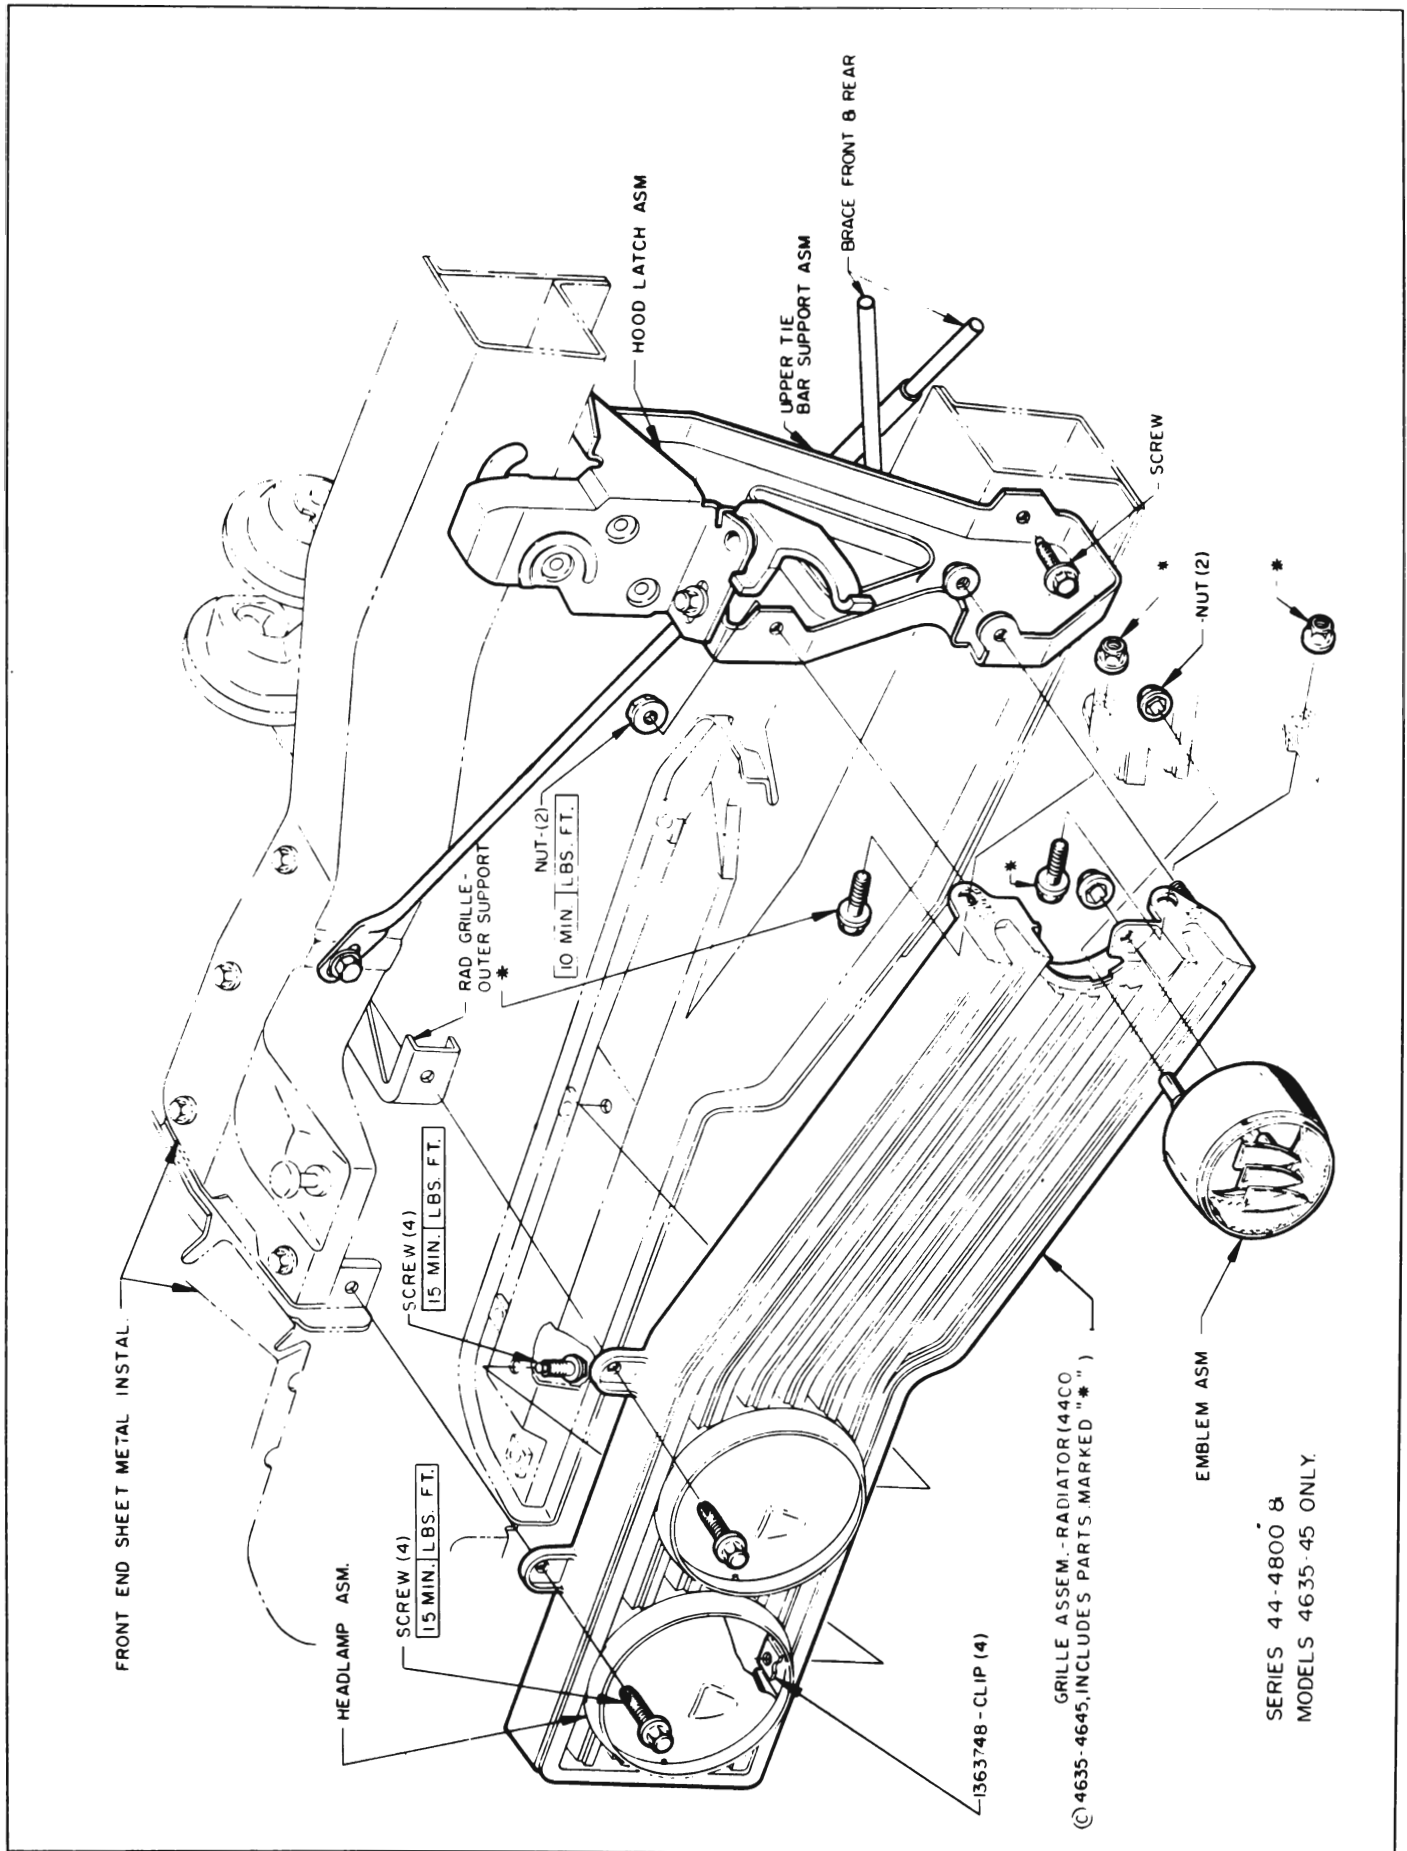 FRONT END SHEET METAL INSTAL.
HEADLAMP ASM.
SCREW (4)
15 MIN. LBS. FT.
SCREW (4)
15 MIN. LBS. FT.
RAD GRILLE-
OUTER SUPPORT
*
NUT-(2)
10 MIN. LBS. FT.
HOOD LATCH ASM
UPPER TIE
BAR SUPPORT ASM
BRACE FRONT & REAR
SCREW
*
NUT (2)
*
*
1363748-CLIP (4)
GRILLE ASSEM.-RADIATOR (44CO
(C) 4635-4645, INCLUDES PARTS MARKED "*")
EMBLEM ASM
SERIES 44-4800 &
MODELS 4635-45 ONLY.